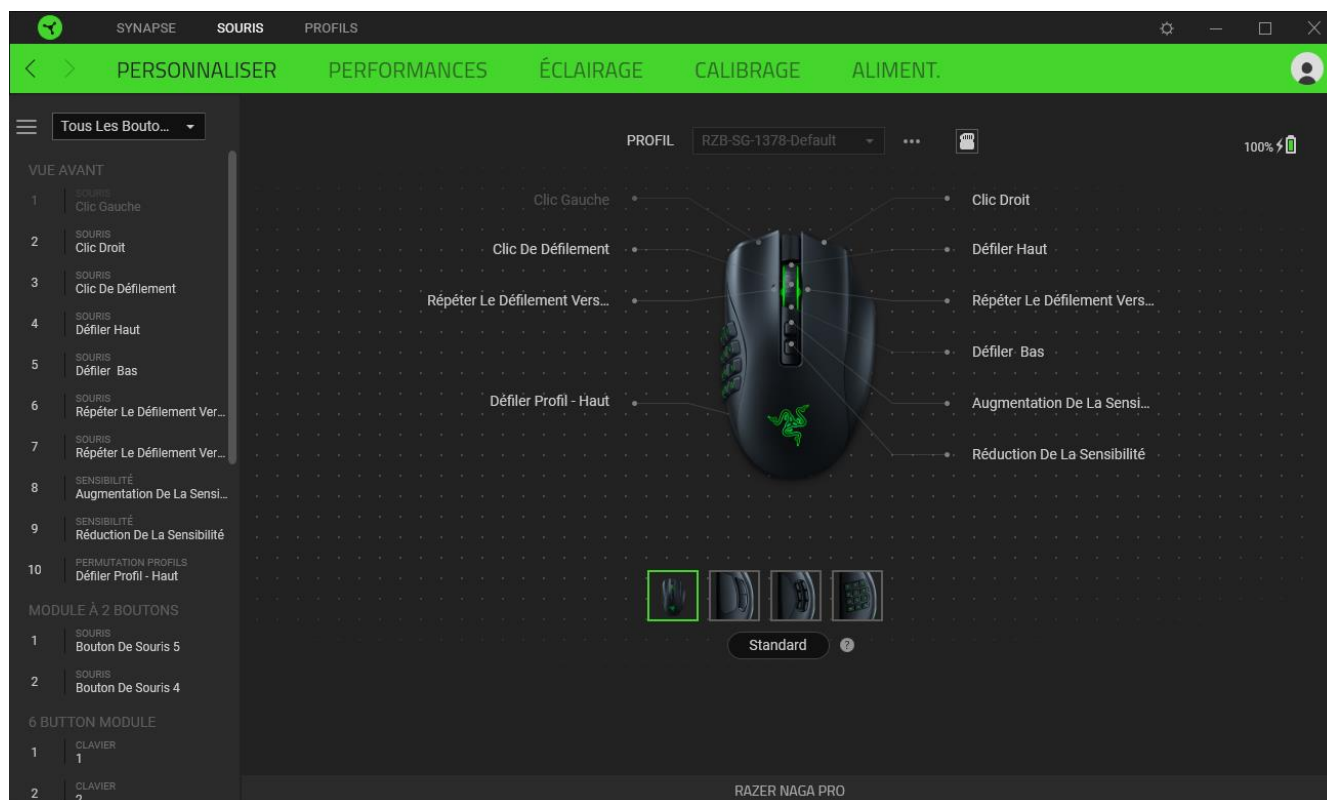 SYNAPSE SOURIS PROFILS
PERSONNALISER PERFORMANCES ÉCLAIRAGE CALIBRAGE ALIMENT.
Tous Les Bouto...
VUE AVANT
1 SOURIS
Clic Gauche
2 SOURIS
Clic Droit
3 SOURIS
Clic De Défilement
4 SOURIS
Défiler Haut
5 SOURIS
Défiler Bas
6 SOURIS
Répéter Le Défilement Ver...
7 SOURIS
Répéter Le Défilement Ver...
8 SENSIBILITÉ
Augmentation De La Sensi...
9 SENSIBILITÉ
Réduction De La Sensibilité
10 PERMUTATION PROFILS
Défiler Profil - Haut
MODULE À 2 BOUTONS
1 SOURIS
Bouton De Souris 5
2 SOURIS
Bouton De Souris 4
6 BUTTON MODULE
1 CLAVIER
1
2 CLAVIER
2
PROFIL RZB-SG-1378-Default
100%
Clic Gauche Clic Droit
Clic De Défilement Défiler Haut
Répéter Le Défilement Vers... Répéter Le Défilement Vers...
Défiler Bas
Défiler Profil - Haut Augmentation De La Sensi...
Réduction De La Sensibilité
Standard ?
RAZER NAGA PRO